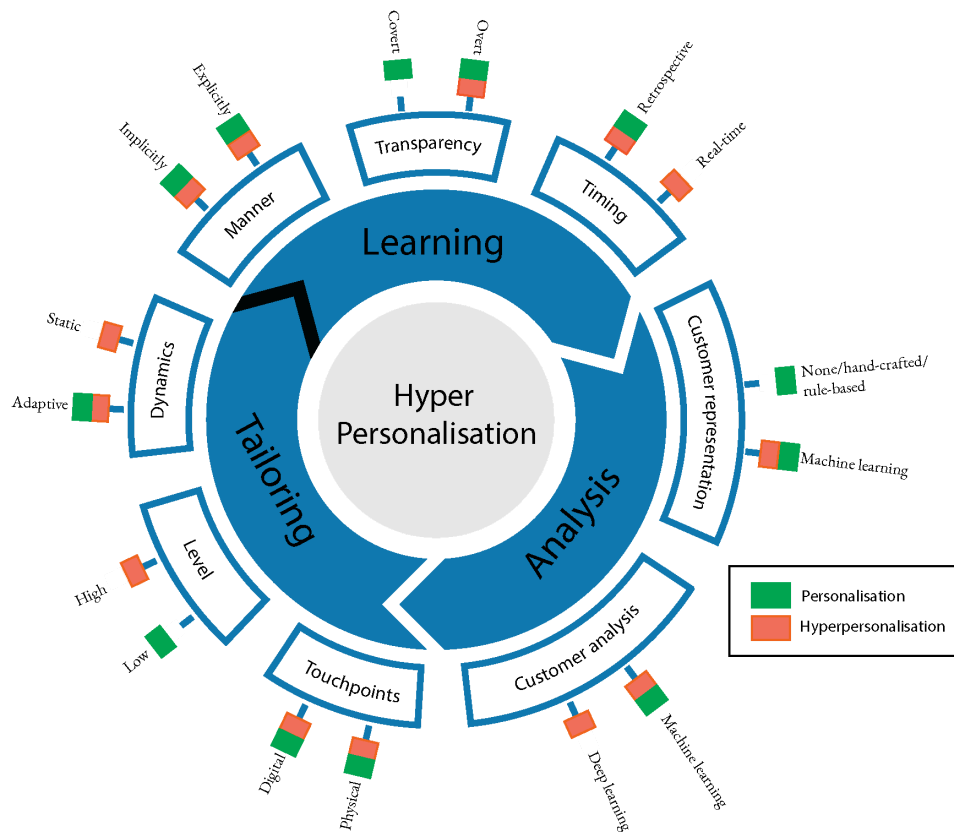 Covert
Overt
Transparency
Explicitly
Implicitly
Manner
Retrospective
Real-time
Timing
Learning
Static
Adaptive
Dynamics
Customer representation
None/hand-crafted/
rule-based
Machine learning
Hyper
Personalisation
Tailoring
Analysis
High
Low
Level
Touchpoints
Digital
Physical
Customer analysis
Deep learning
Machine learning
Personalisation
Hyperpersonalisation